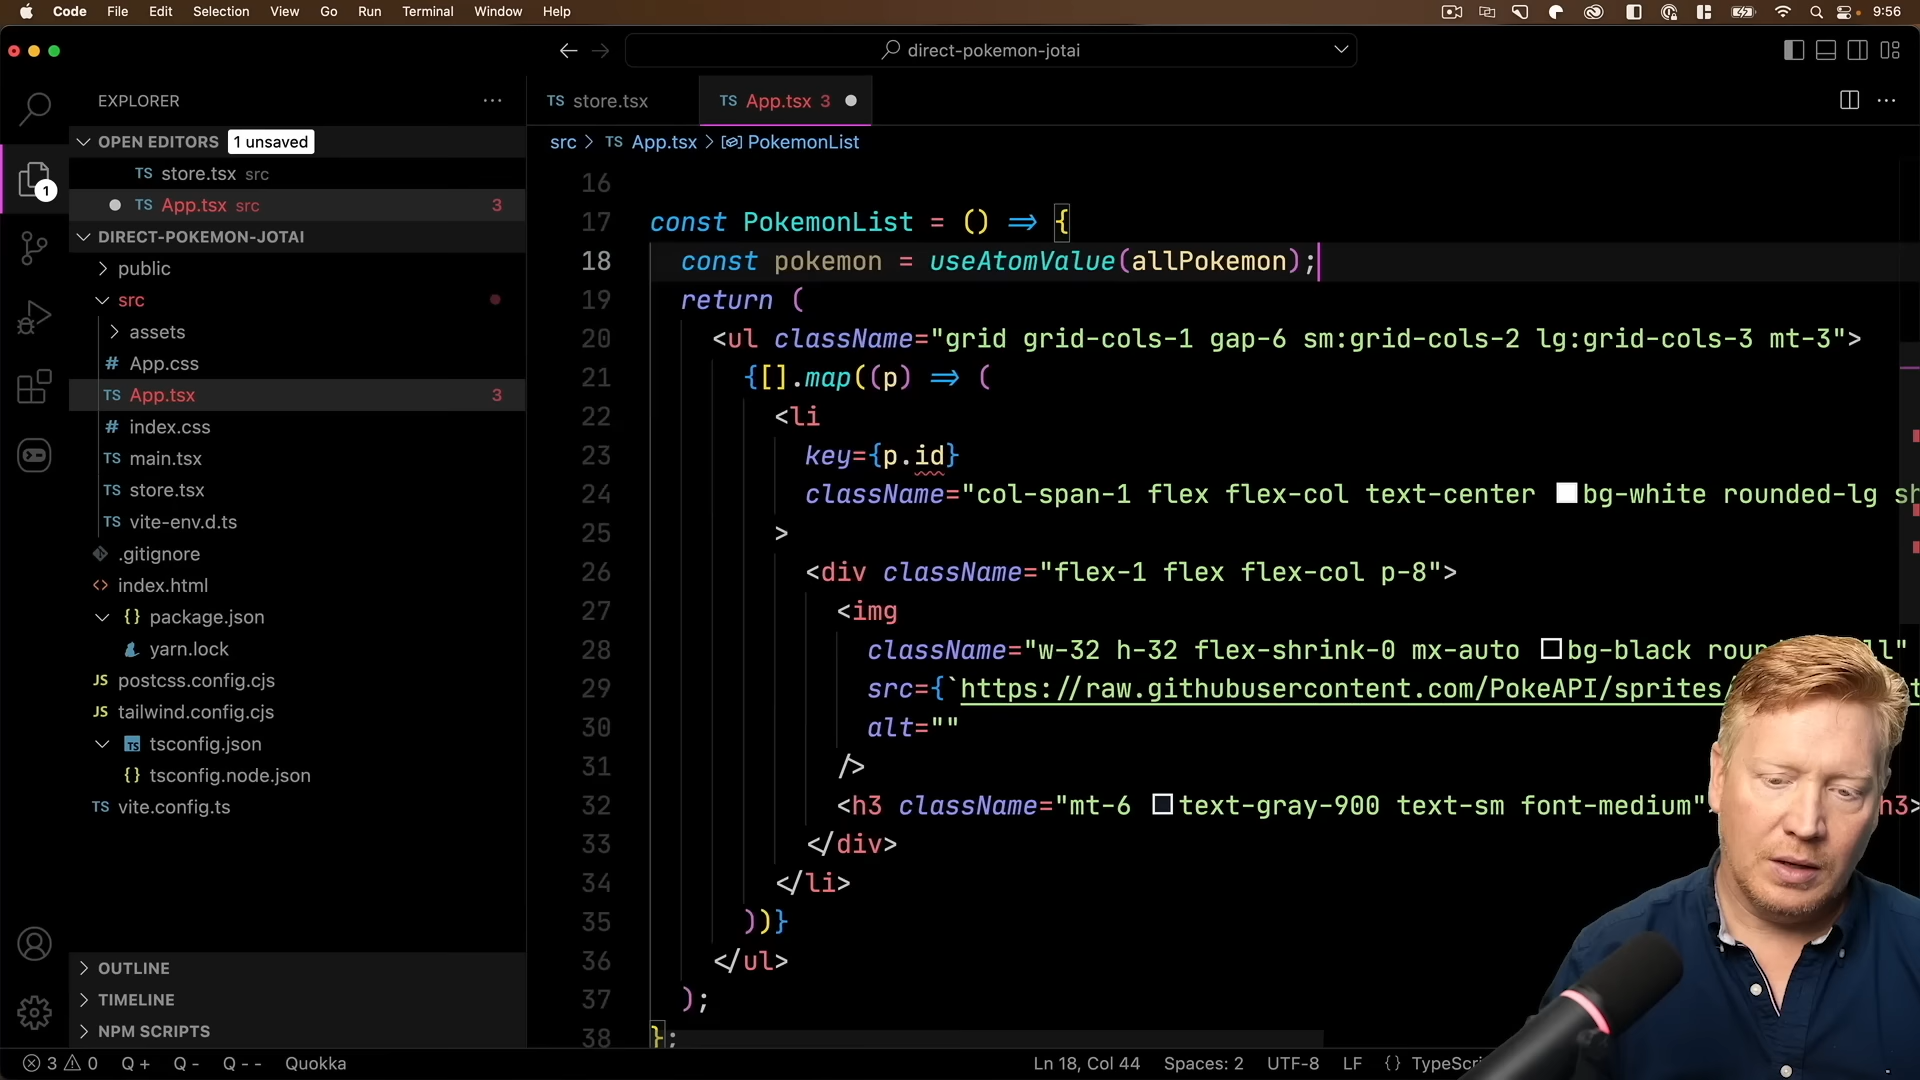 Code File Edit Selection View Go Run Terminal Window Help 9:56
direct-pokemon-jotai
EXPLORER
OPEN EDITORS 1 unsaved
TS store.tsx src
TS App.tsx src 3
DIRECT-POKEMON-JOTAI
public
src
assets
# App.css
TS App.tsx 3
# index.css
TS main.tsx
TS store.tsx
TS vite-env.d.ts
.gitignore
<> index.html
{} package.json
yarn.lock
JS postcss.config.cjs
JS tailwind.config.cjs
TS tsconfig.json
{} tsconfig.node.json
TS vite.config.ts
OUTLINE
TIMELINE
NPM SCRIPTS
1
TS store.tsx TS App.tsx 3
src > TS App.tsx > PokemonList
16
17 const PokemonList = () => {
18 const pokemon = useAtomValue(allPokemon);
19 return (
20 <ul className="grid grid-cols-1 gap-6 sm:grid-cols-2 lg:grid-cols-3 mt-3">
21 {[].map((p) => (
22 <li
23 key={p.id}
24 className="col-span-1 flex flex-col text-center bg-white rounded-lg sh
25 >
26 <div className="flex-1 flex flex-col p-8">
27 <img
28 className="w-32 h-32 flex-shrink-0 mx-auto bg-black
29 src={`https://raw.githubusercontent.com/PokeAPI/sprites/
30 alt=""
31 />
32 <h3 className="mt-6 text-gray-900 text-sm font-medium" h3>
33 </div>
34 </li>
35 ))}
36 </ul>
37 );
38 };
3 0 Q + Q - Q - - Quokka Ln 18, Col 44 Spaces: 2 UTF-8 LF {}